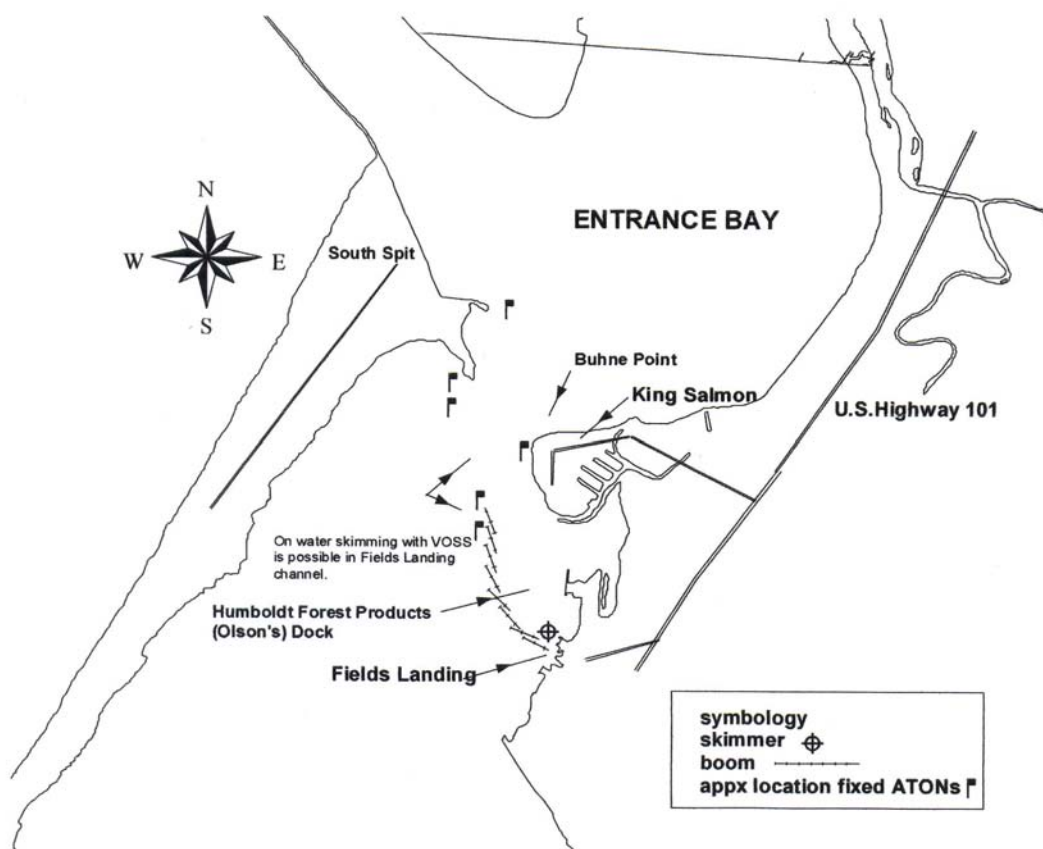 N
W
E
S
South Spit
ENTRANCE BAY
Buhne Point
King Salmon
U.S.Highway 101
On water skimming with VOSS
is possible in Fields Landing
channel.
Humboldt Forest Products
(Olson's) Dock
Fields Landing
symbology
skimmer
boom
appx location fixed ATONs